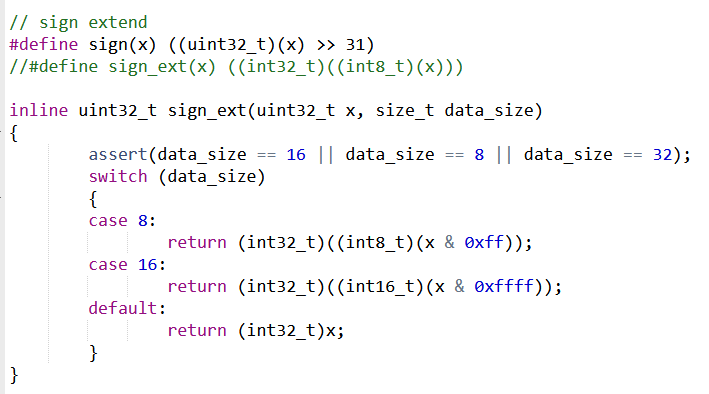 // sign extend
#define sign(x) ((uint32_t)(x) >> 31)
//#define sign_ext(x) ((int32_t)((int8_t)(x)))
inline uint32_t sign_ext(uint32_t x, size_t data_size)
{
assert(data_size == 16 || data_size == 8 || data_size == 32);
switch (data_size)
{
case 8:
return (int32_t)((int8_t)(x & 0xff));
case 16:
return (int32_t)((int16_t)(x & 0xffff));
default:
return (int32_t)x;
}
}